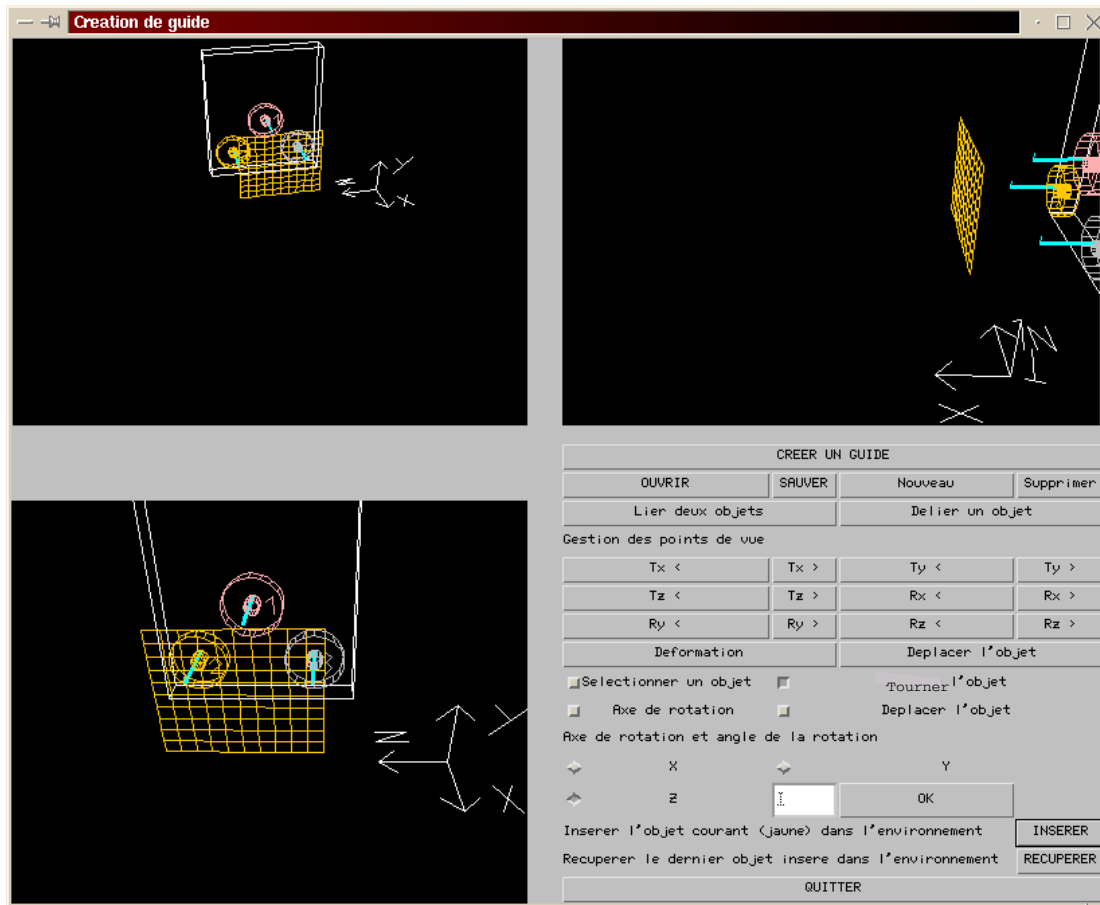 Creation de guide
Y
Z
X
1
X
1
3
Z
Y
X
CREER UN GUIDE
OUVRIR SAUVER Nouveau Supprimer
Lier deux objets Delier un objet
Gestion des points de vue
Tx < Tx > Ty < Ty >
Tz < Tz > Rx < Rx >
Ry < Ry > Rz < Rz >
Deformation Deplacer l'objet
Selectionner un objet Tourner l'objet
Axe de rotation Deplacer l'objet
Axe de rotation et angle de la rotation
X Y
Z OK
Inserer l'objet courant (jaune) dans l'environnement INSERER
Recuperer le dernier objet insere dans l'environnement RECUPERER
QUITTER